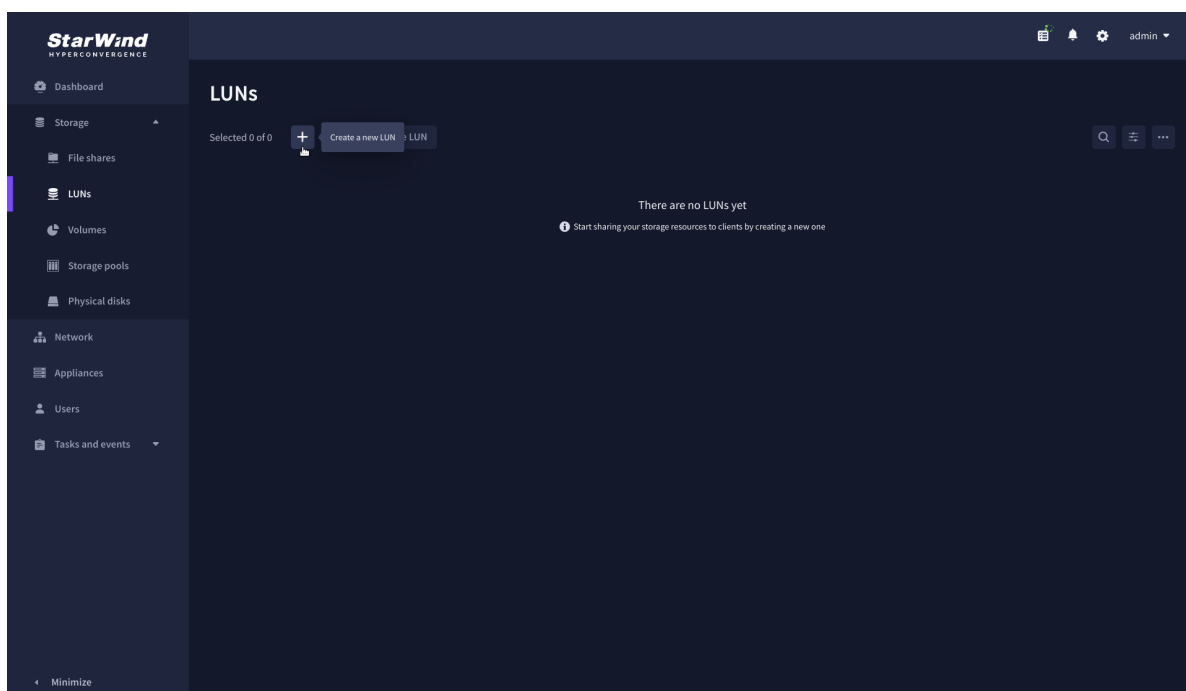 StarWind
HYPERCONVERGENCE
admin
Dashboard
Storage
File shares
LUNs
Volumes
Storage pools
Physical disks
Network
Appliances
Users
Tasks and events
Minimize
LUNs
Selected 0 of 0
Create a new LUN
LUN
There are no LUNs yet
Start sharing your storage resources to clients by creating a new one